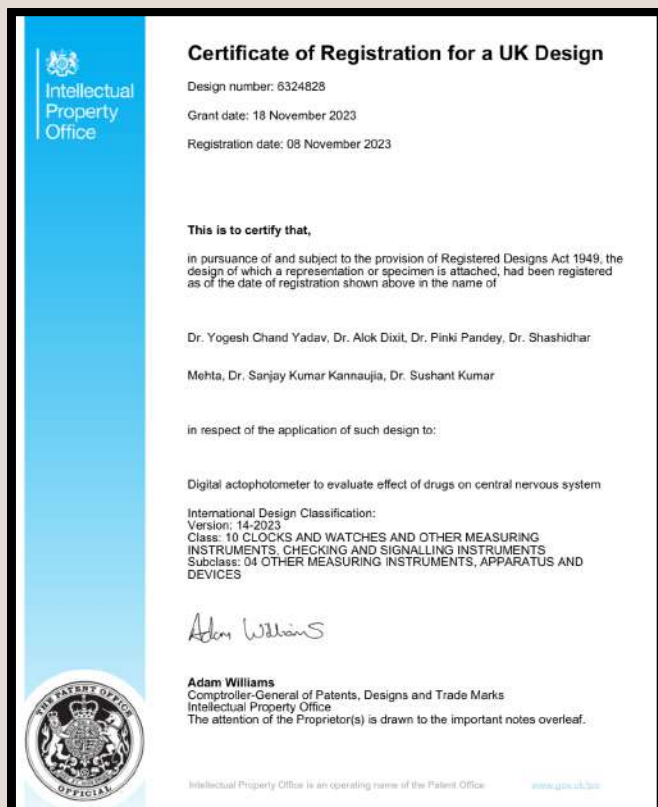 Intellectual
Property
Office
Certificate of Registration for a UK Design
Design number: 6324828
Grant date: 18 November 2023
Registration date: 08 November 2023
This is to certify that,
in pursuance of and subject to the provision of Registered Designs Act 1949, the
design of which a representation or specimen is attached, had been registered
as of the date of registration shown above in the name of
Dr. Yogesh Chand Yadav, Dr. Alok Dixit, Dr. Pinki Pandey, Dr. Shashidhar
Mehta, Dr. Sanjay Kumar Kannaujia, Dr. Sushant Kumar
in respect of the application of such design to:
Digital actophotometer to evaluate effect of drugs on central nervous system
International Design Classification:
Version: 14-2023
Class: 10 CLOCKS AND WATCHES AND OTHER MEASURING
INSTRUMENTS, CHECKING AND SIGNALLING INSTRUMENTS
Subclass: 04 OTHER MEASURING INSTRUMENTS, APPARATUS AND
DEVICES
Adam Williams
Adam Williams
Comptroller-General of Patents, Designs and Trade Marks
Intellectual Property Office
The attention of the Proprietor(s) is drawn to the important notes overleaf.
THE PATENT OFFICE
OFFICIAL
Intellectual Property Office is an operating name of the Patent Office www.gov.uk/ipo